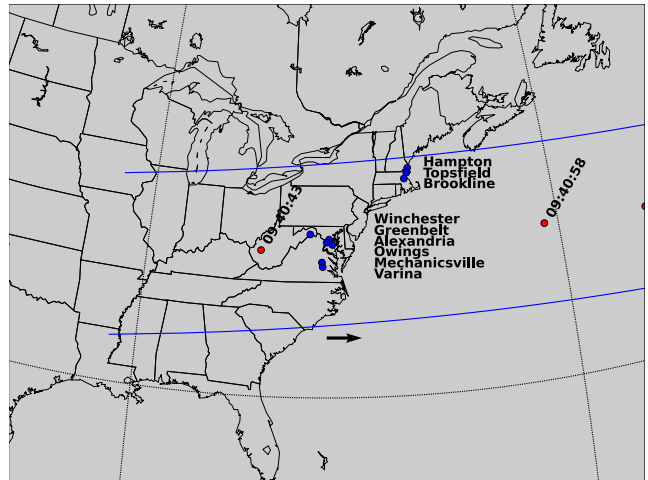 Hampton
Topsfield
Brookline
09:40:58
09:40:43
Winchester
Greenbelt
Alexandria
Owings
Mechanicsville
Varina